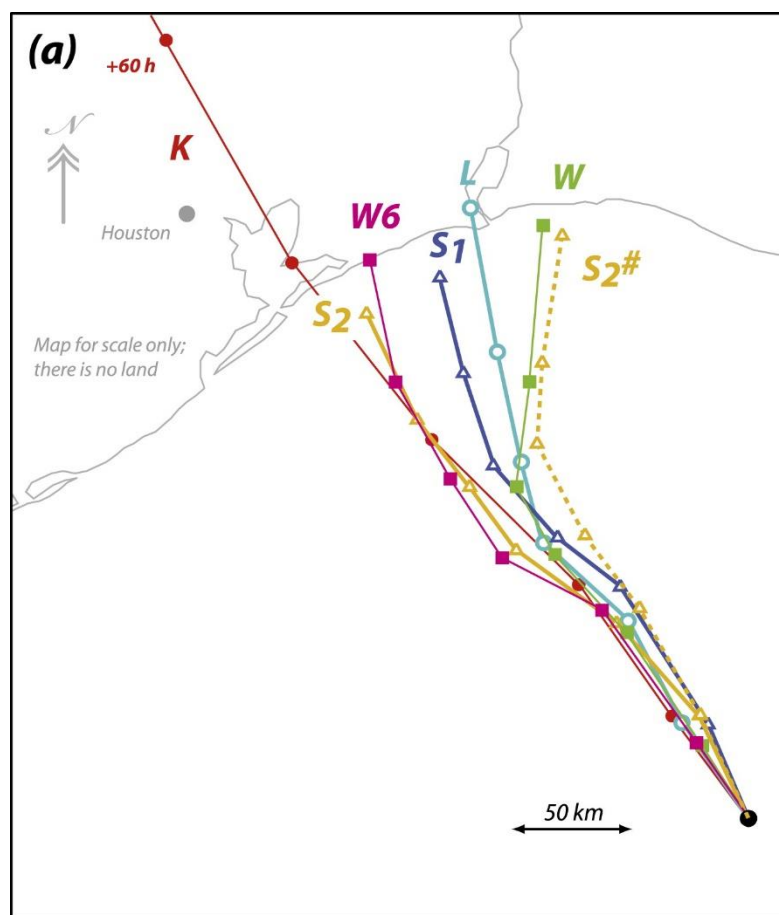 (a)
+60 h
N
K
L
W
W6
Houston
S1
S2#
S2
Map for scale only;
there is no land
50 km